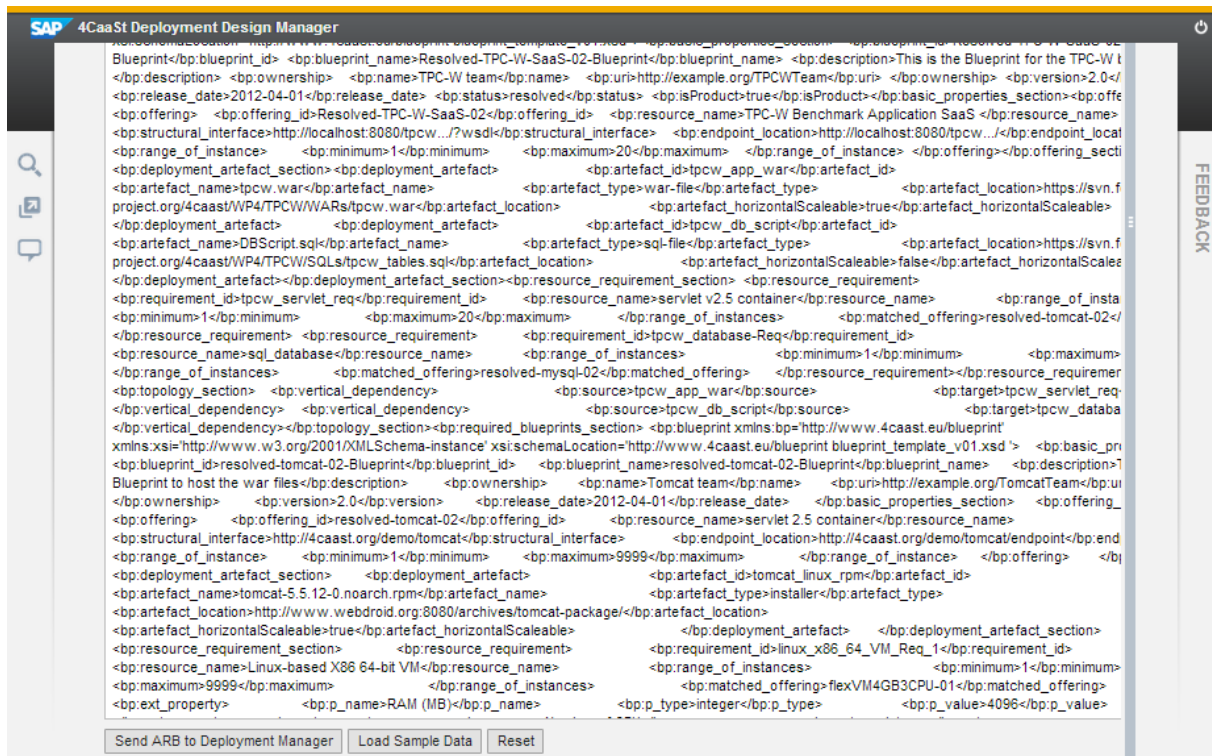 SAP 4CaaSt Deployment Design Manager
Blueprint</bp:blueprint_id> <bp:blueprint_name>Resolved-TPC-W-SaaS-02-Blueprint</bp:blueprint_name> <bp:description>This is the Blueprint for the TPC-W
</bp:description> <bp:ownership> <bp:name>TPC-W team</bp:name> <bp:uri>http://example.org/TPCWTeam</bp:uri> </bp:ownership> <bp:version>2.0</
<bp:release_date>2012-04-01</bp:release_date> <bp:status>resolved</bp:status> <bp:isProduct>true</bp:isProduct></bp:basic_properties_section><bp:offe
<bp:offering> <bp:offering_id>Resolved-TPC-W-SaaS-02</bp:offering_id> <bp:resource_name>TPC-W Benchmark Application SaaS </bp:resource_name>
<bp:structural_interface>http://localhost:8080/tpcw.../?wsdl</bp:structural_interface> <bp:endpoint_location>http://localhost:8080/tpcw.../</bp:endpoint_locat
<bp:range_of_instance> <bp:minimum>1</bp:minimum> <bp:maximum>20</bp:maximum> </bp:range_of_instance> </bp:offering></bp:offering_secti
<bp:deployment_artefact_section><bp:deployment_artefact> <bp:artefact_id>tpcw_app_war</bp:artefact_id>
<bp:artefact_name>tpcw.war</bp:artefact_name> <bp:artefact_type>war-file</bp:artefact_type> <bp:artefact_location>https://svn.f
project.org/4caast/WP4/TPCW/WARs/tpcw.war</bp:artefact_location> <bp:artefact_horizontalScaleable>true</bp:artefact_horizontalScaleable>
</bp:deployment_artefact> <bp:deployment_artefact> <bp:artefact_id>tpcw_db_script</bp:artefact_id>
<bp:artefact_name>DBScript.sql</bp:artefact_name> <bp:artefact_type>sql-file</bp:artefact_type> <bp:artefact_location>https://svn.f
project.org/4caast/WP4/TPCW/SQLs/tpcw_tables.sql</bp:artefact_location> <bp:artefact_horizontalScaleable>false</bp:artefact_horizontalScalea
</bp:deployment_artefact></bp:deployment_artefact_section><bp:resource_requirement_section> <bp:resource_requirement>
<bp:requirement_id>tpcw_servlet_req</bp:requirement_id> <bp:resource_name>servlet v2.5 container</bp:resource_name> <bp:range_of_insta
<bp:minimum>1</bp:minimum> <bp:maximum>20</bp:maximum> </bp:range_of_instances> <bp:matched_offering>resolved-tomcat-02</
</bp:resource_requirement> <bp:resource_requirement> <bp:requirement_id>tpcw_database-Req</bp:requirement_id>
<bp:resource_name>sql_database</bp:resource_name> <bp:range_of_instances> <bp:minimum>1</bp:minimum> <bp:maximum>
</bp:range_of_instances> <bp:matched_offering>resolved-mysql-02</bp:matched_offering> </bp:resource_requirement></bp:resource_requiremer
<bp:topology_section> <bp:vertical_dependency> <bp:source>tpcw_app_war</bp:source> <bp:target>tpcw_servlet_req
</bp:vertical_dependency> <bp:vertical_dependency> <bp:source>tpcw_db_script</bp:source> <bp:target>tpcw_databa
</bp:vertical_dependency></bp:topology_section><bp:required_blueprints_section> <bp:blueprint xmlns:bp='http://www.4caast.eu/blueprint'
xmlns:xsi='http://www.w3.org/2001/XMLSchema-instance' xsi:schemaLocation='http://www.4caast.eu/blueprint blueprint_template_v01.xsd '> <bp:basic_pro
<bp:blueprint_id>resolved-tomcat-02-Blueprint</bp:blueprint_id> <bp:blueprint_name>resolved-tomcat-02-Blueprint</bp:blueprint_name> <bp:description>T
Blueprint to host the war files</bp:description> <bp:ownership> <bp:name>Tomcat team</bp:name> <bp:uri>http://example.org/TomcatTeam</bp:u
</bp:ownership> <bp:version>2.0</bp:version> <bp:release_date>2012-04-01</bp:release_date> </bp:basic_properties_section> <bp:offering_
<bp:offering> <bp:offering_id>resolved-tomcat-02</bp:offering_id> <bp:resource_name>servlet 2.5 container</bp:resource_name>
<bp:structural_interface>http://4caast.org/demo/tomcat</bp:structural_interface> <bp:endpoint_location>http://4caast.org/demo/tomcat/endpoint</bp:end
<bp:range_of_instance> <bp:minimum>1</bp:minimum> <bp:maximum>9999</bp:maximum> </bp:range_of_instance> </bp:offering> </b
<bp:deployment_artefact_section> <bp:deployment_artefact> <bp:artefact_id>tomcat_linux_rpm</bp:artefact_id>
<bp:artefact_name>tomcat-5.5.12-0.noarch.rpm</bp:artefact_name> <bp:artefact_type>installer</bp:artefact_type>
<bp:artefact_location>http://www.webdroid.org:8080/archives/tomcat-package/</bp:artefact_location>
<bp:artefact_horizontalScaleable>true</bp:artefact_horizontalScaleable> </bp:deployment_artefact> </bp:deployment_artefact_section>
<bp:resource_requirement_section> <bp:resource_requirement> <bp:requirement_id>linux_x86_64_VM_Req_1</bp:requirement_id>
<bp:resource_name>Linux-based X86 64-bit VM</bp:resource_name> <bp:range_of_instances> <bp:minimum>1</bp:minimum>
<bp:maximum>9999</bp:maximum> </bp:range_of_instances> <bp:matched_offering>flexVM4GB3CPU-01</bp:matched_offering>
<bp:ext_property> <bp:p_name>RAM (MB)</bp:p_name> <bp:p_type>integer</bp:p_type> <bp:p_value>4096</bp:p_value>
Send ARB to Deployment Manager Load Sample Data Reset
FEEDBACK